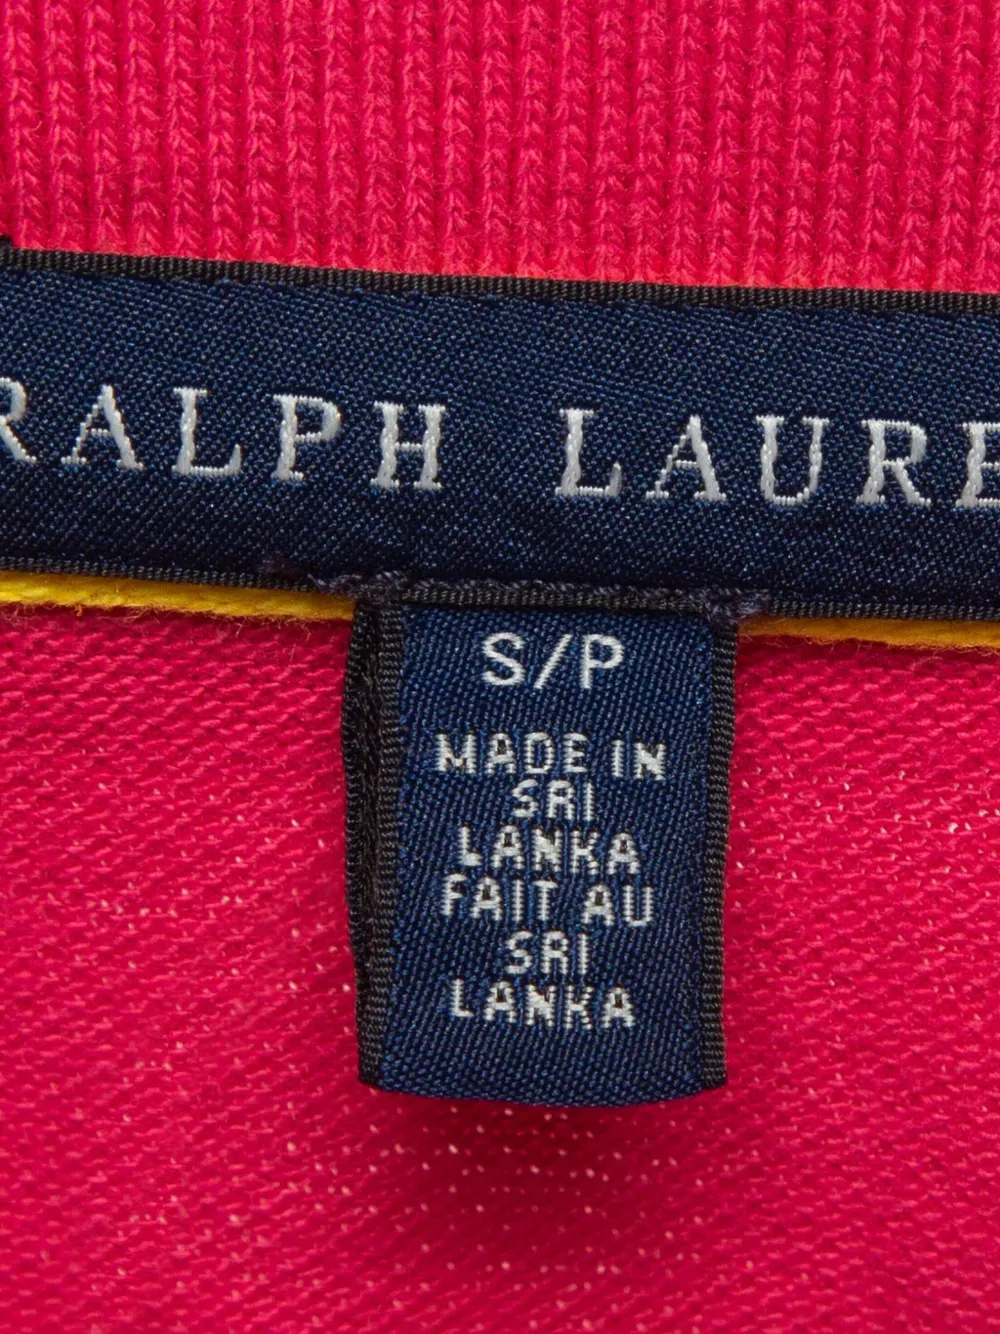 RALPH LAURE
S/P
MADE IN
SRI
LANKA
FAIT AU
SRI
LANKA